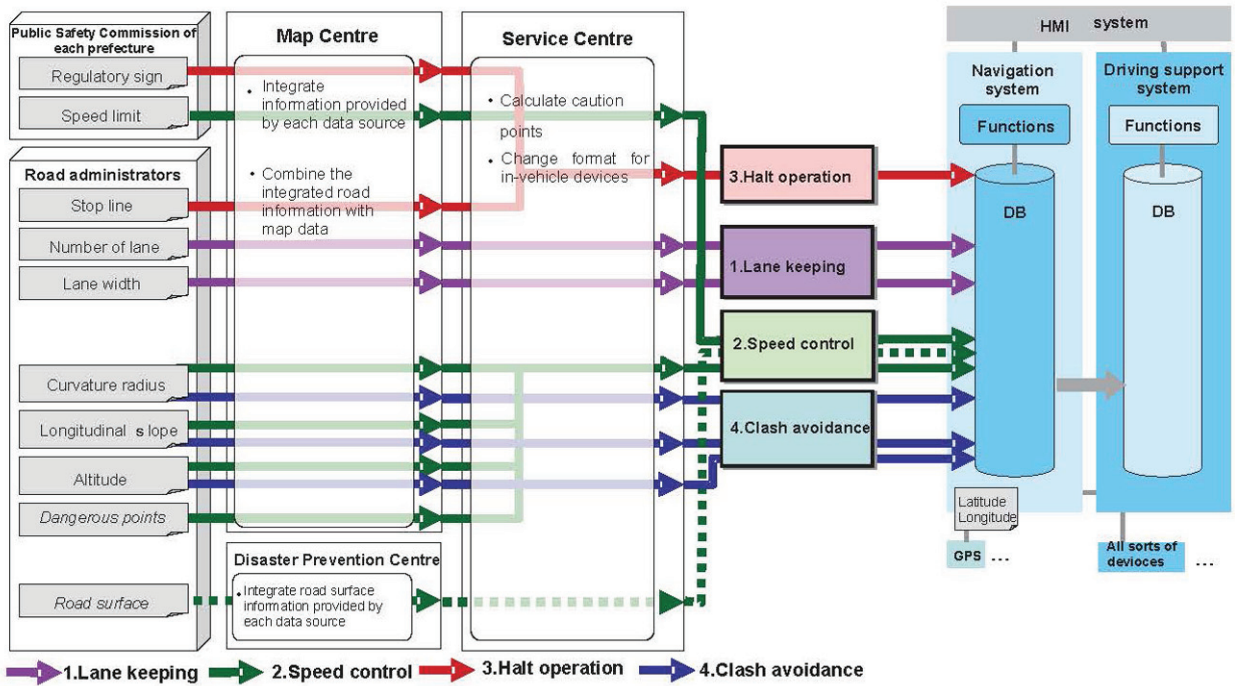 Public Safety Commission of
each prefecture
Regulatory sign
Speed limit
Road administrators
Stop line
Number of lane
Lane width
Curvature radius
Longitudinal slope
Altitude
Dangerous points
Road surface
Map Centre
• Integrate
information provided
by each data source
• Combine the
integrated road
information with
map data
Disaster Prevention Centre
• Integrate road surface
information provided by
each data source
Service Centre
• Calculate caution
points
• Change format for
in-vehicle devices
3.Halt operation
1.Lane keeping
2.Speed control
4.Clash avoidance
HMI system
Navigation
system
Functions
DB
Latitude
Longitude
GPS ...
Driving support
system
Functions
DB
All sorts of
devioces ...
1.Lane keeping 2.Speed control 3.Halt operation 4.Clash avoidance